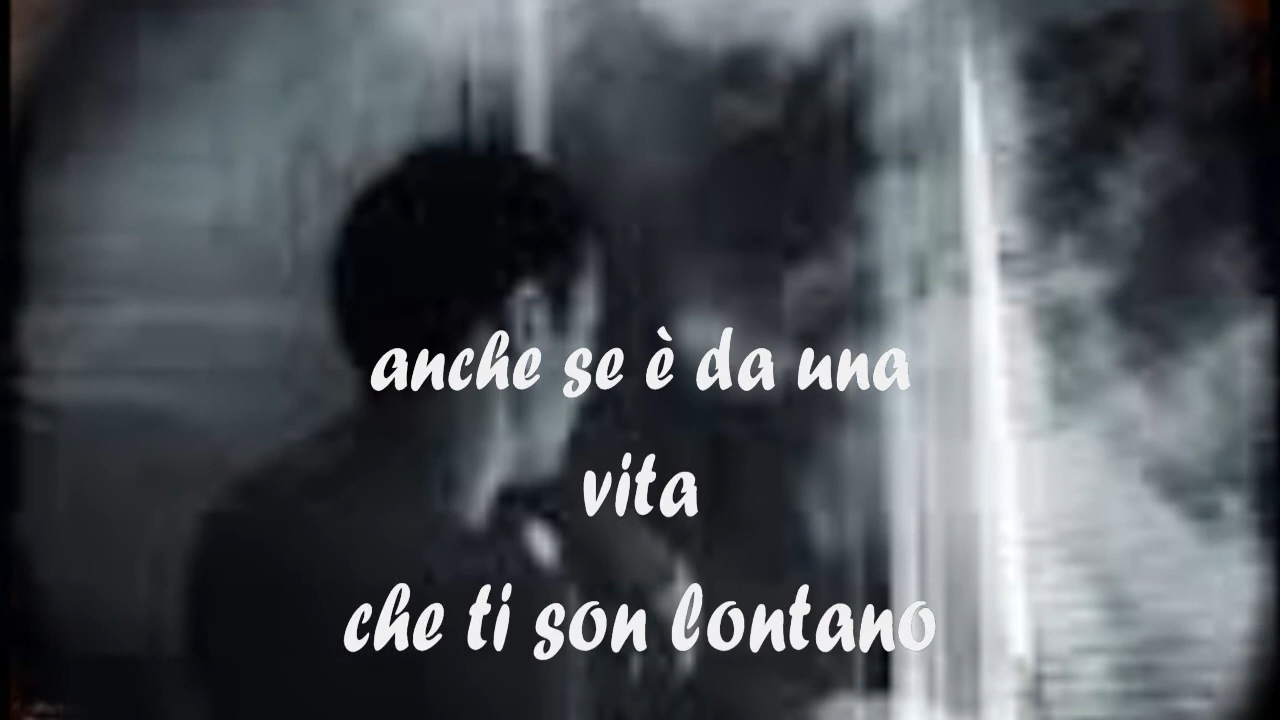 anche se è da una
vita
che ti son lontano